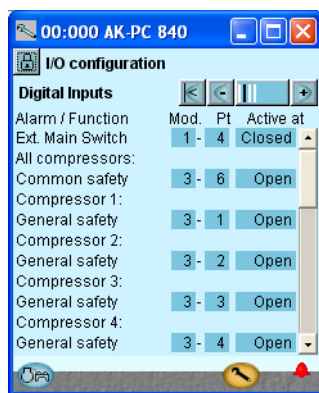 00:000 AK-PC 840
I/O configuration
Digital Inputs
Alarm / Function Mod. Pt Active at
Ext. Main Switch 1 - 4 Closed
All compressors:
Common safety 3 - 6 Open
Compressor 1:
General safety 3 - 1 Open
Compressor 2:
General safety 3 - 2 Open
Compressor 3:
General safety 3 - 3 Open
Compressor 4:
General safety 3 - 4 Open